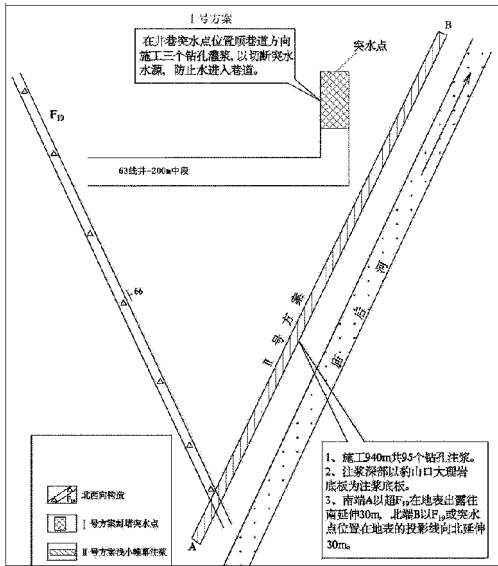 Ⅰ号方案
在井巷突水点位置顺巷道方向
施工三个钻孔灌浆，以切断突水
水源，防止水进入巷道。
突水点
B
F19
63线井-200m中段
66
Ⅱ号方案
河
1、施工940m共95个钻孔注浆。
2、注浆深部以豹山口大理岩
底板为注浆底板。
3、南端A以超F19在地表出露往
南延伸30m，北端B以F19或突水
点位置在地表的投影线向北延伸
30m。
A
F19
北西向构造
Ⅰ号方案封堵突水点
Ⅱ号方案浅小帷幕注浆